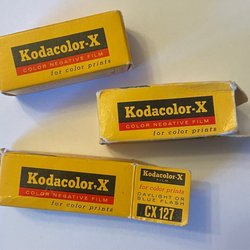 Kodacolor-X
COLOR NEGATIVE FILM
for color prints
Kodacolor-X
COLOR NEGATIVE FILM
for color prints
Kodacolor-X
COLOR NEGATIVE FILM
for color prints
Kodacolor-X
for color prints
DAYLIGHT OR
BLUE FLASH
CX 127